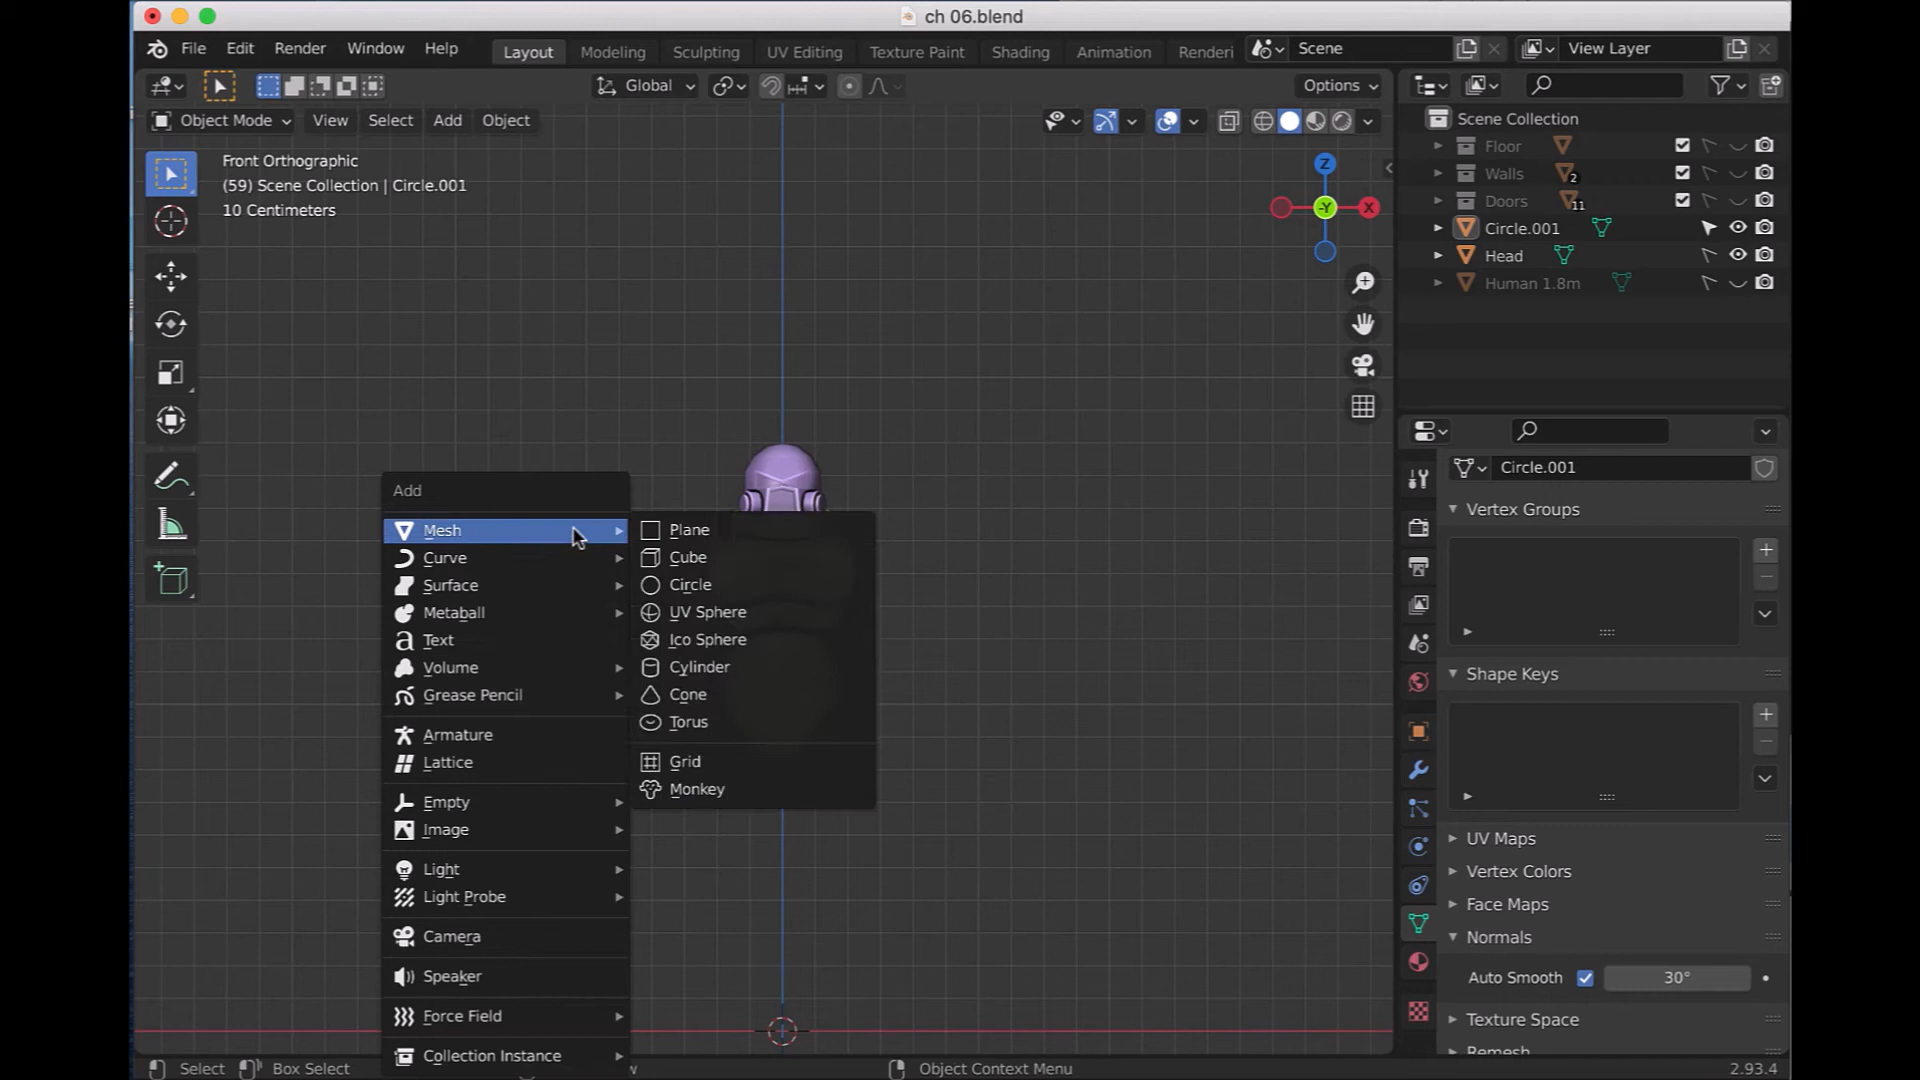 ch 06.blend
File Edit Render Window Help Layout Modeling Sculpting UV Editing Texture Paint Shading Animation Renderi Scene View Layer
Global Options
Object Mode View Select Add Object
Front Orthographic
(59) Scene Collection | Circle.001
10 Centimeters
Z
-Y
X
Scene Collection
Floor
Walls 2
Doors 11
Circle.001
Head
Human 1.8m
Add
Mesh
Curve
Surface
Metaball
Text
Volume
Grease Pencil
Armature
Lattice
Empty
Image
Light
Light Probe
Camera
Speaker
Force Field
Collection Instance
Plane
Cube
Circle
UV Sphere
Ico Sphere
Cylinder
Cone
Torus
Grid
Monkey
Circle.001
Vertex Groups
Shape Keys
UV Maps
Vertex Colors
Face Maps
Normals
Auto Smooth 30°
Texture Space
Remesh
Select Box Select Object Context Menu 2.93.4